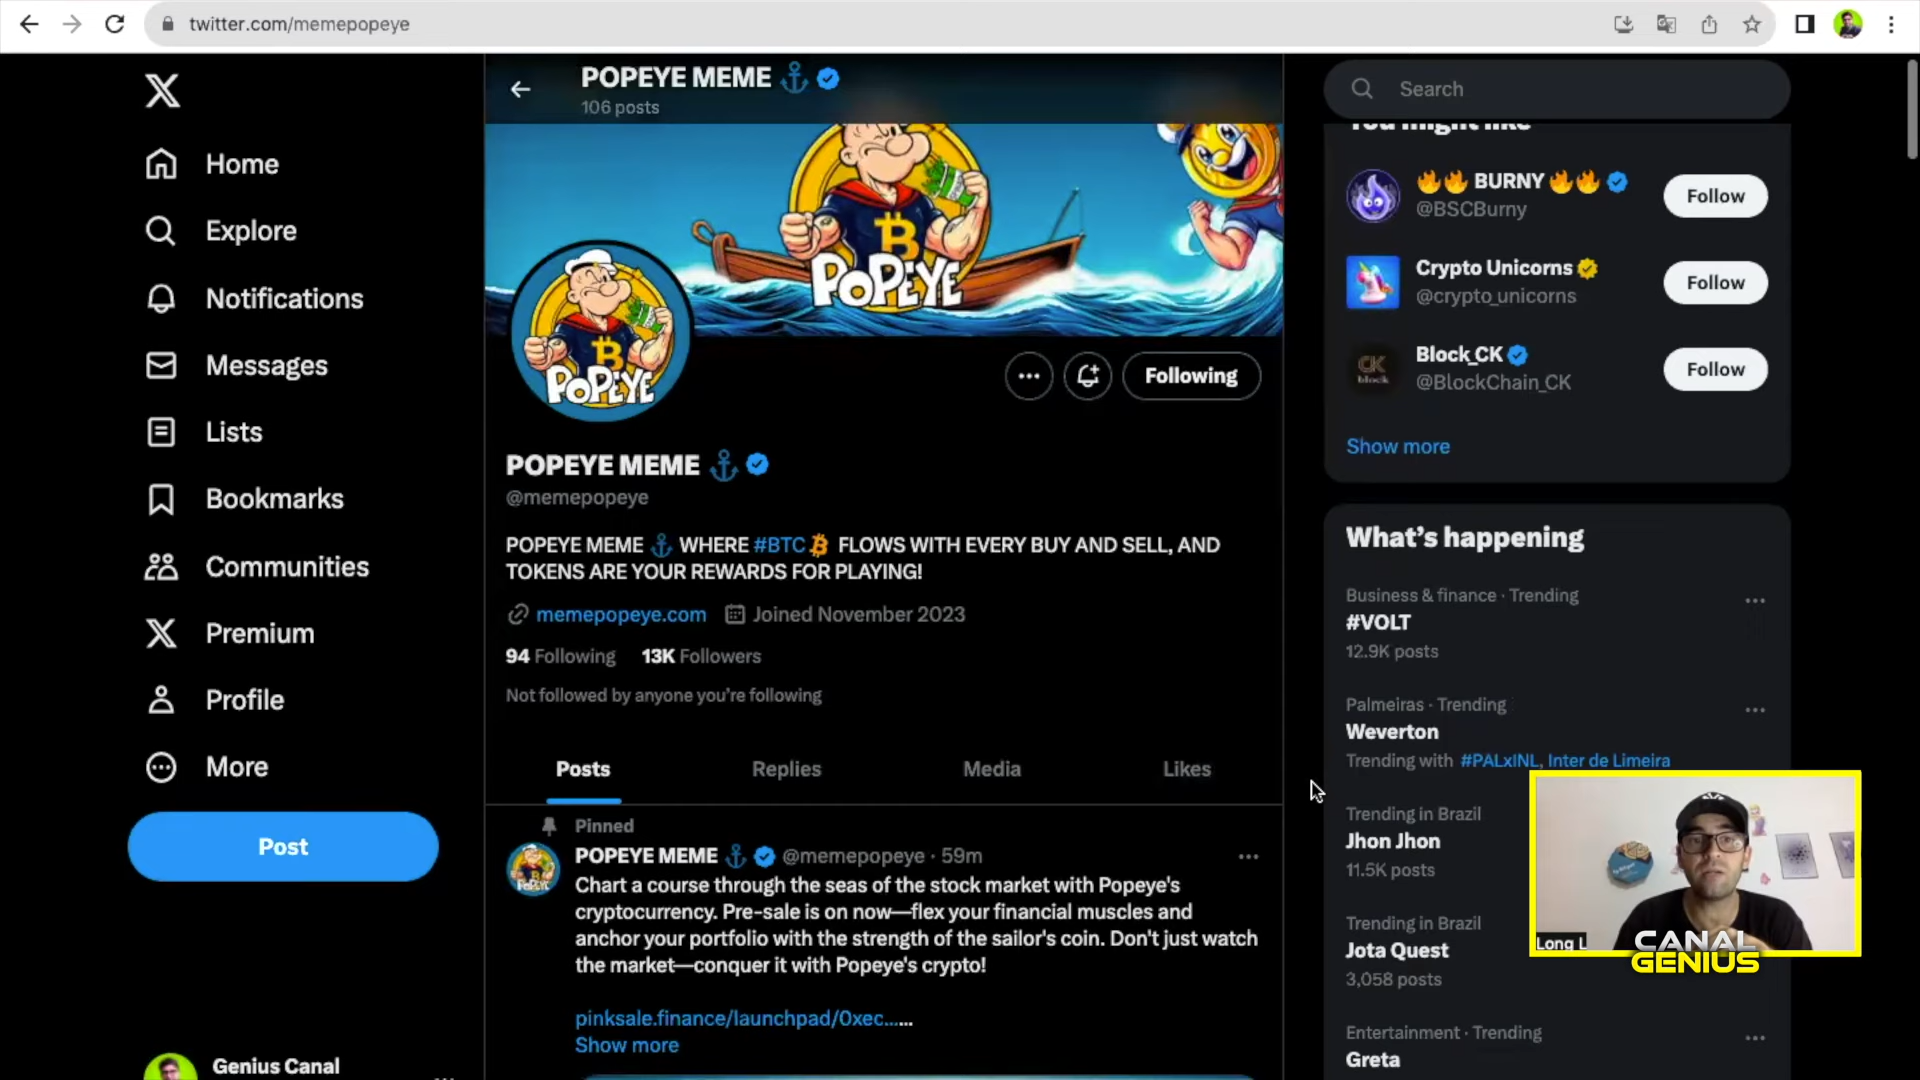 twitter.com/memepopeye
POPEYE MEME
106 posts
Search
You might like
Home
Explore
Notifications
Messages
Lists
Bookmarks
Communities
Premium
Profile
More
Post
Genius Canal
B
POPEYE
B
POPEYE
Following
POPEYE MEME
@memepopeye
POPEYE MEME ⚓ WHERE #BTC FLOWS WITH EVERY BUY AND SELL, AND
TOKENS ARE YOUR REWARDS FOR PLAYING!
memepopeye.com Joined November 2023
94 Following 13K Followers
Not followed by anyone you're following
Posts Replies Media Likes
Pinned
POPEYE
POPEYE MEME ⚓ @memepopeye · 59m
Chart a course through the seas of the stock market with Popeye's
cryptocurrency. Pre-sale is on now—flex your financial muscles and
anchor your portfolio with the strength of the sailor's coin. Don't just watch
the market—conquer it with Popeye's crypto!
pinksale.finance/launchpad/0xec......
Show more
🔥🔥 BURNY 🔥🔥
@BSCBurny
Follow
Crypto Unicorns
@crypto_unicorns
Follow
CK
block
Block_CK
@BlockChain_CK
Follow
Show more
What's happening
Business & finance · Trending
#VOLT
12.9K posts
Palmeiras · Trending
Weverton
Trending with #PALxINL, Inter de Limeira
Trending in Brazil
Jhon Jhon
11.5K posts
Trending in Brazil
Jota Quest
3,058 posts
Entertainment · Trending
Greta
Long L
CANAL
GENIUS